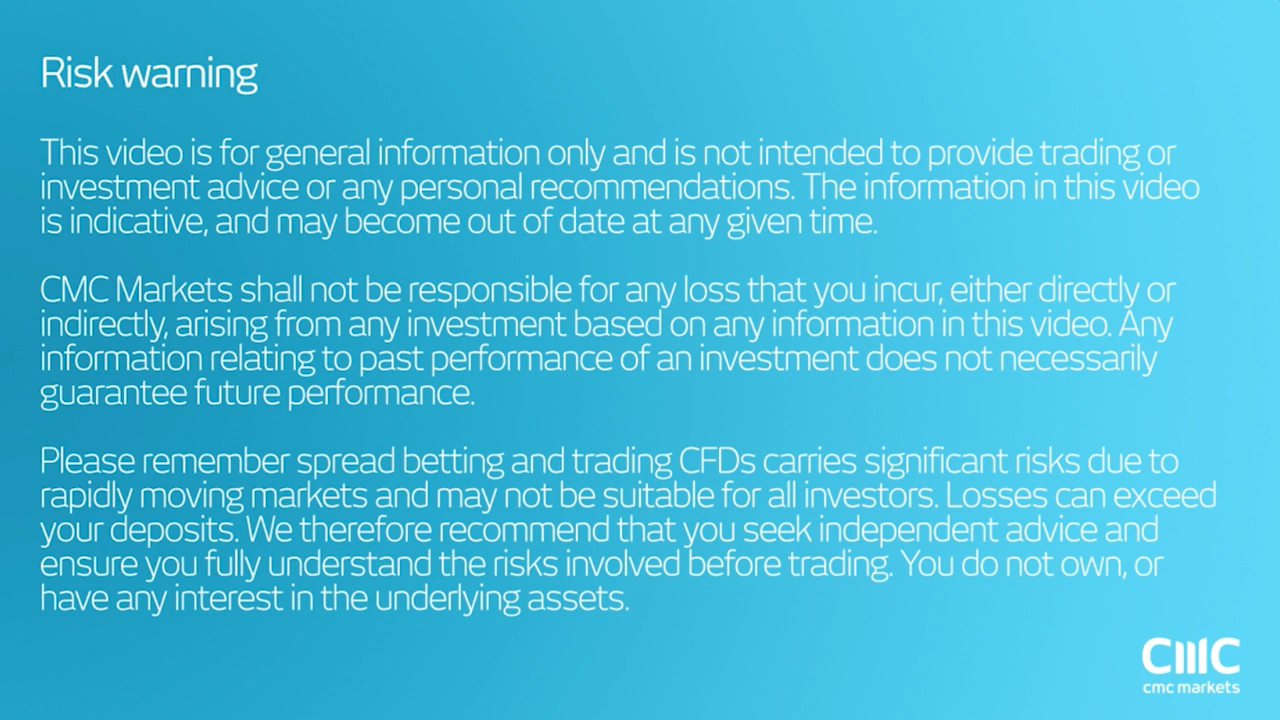 Risk warning
This video is for general information only and is not intended to provide trading or
investment advice or any personal recommendations. The information in this video
is indicative, and may become out of date at any given time.
CMC Markets shall not be responsible for any loss that you incur, either directly or
indirectly, arising from any investment based on any information in this video. Any
information relating to past performance of an investment does not necessarily
guarantee future performance.
Please remember spread betting and trading CFDs carries significant risks due to
rapidly moving markets and may not be suitable for all investors. Losses can exceed
your deposits. We therefore recommend that you seek independent advice and
ensure you fully understand the risks involved before trading. You do not own, or
have any interest in the underlying assets.
CMC
cmc markets